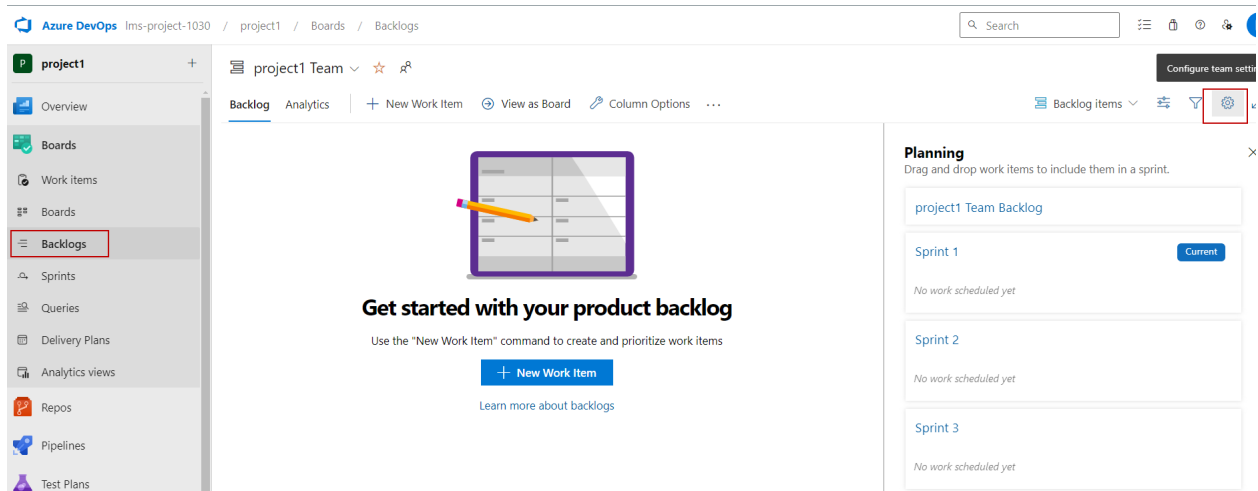 Azure DevOps lms-project-1030 / project1 / Boards / Backlogs
Search
P project1 +
project1 Team
Configure team
Backlog Analytics New Work Item View as Board Column Options ...
Backlog items
Overview
Boards
Work items
Boards
Backlogs
Sprints
Queries
Delivery Plans
Analytics views
Repos
Pipelines
Test Plans
Get started with your product backlog
Use the "New Work Item" command to create and prioritize work items
New Work Item
Learn more about backlogs
Planning
Drag and drop work items to include them in a sprint.
project1 Team Backlog
Sprint 1 Current
No work scheduled yet
Sprint 2
No work scheduled yet
Sprint 3
No work scheduled yet